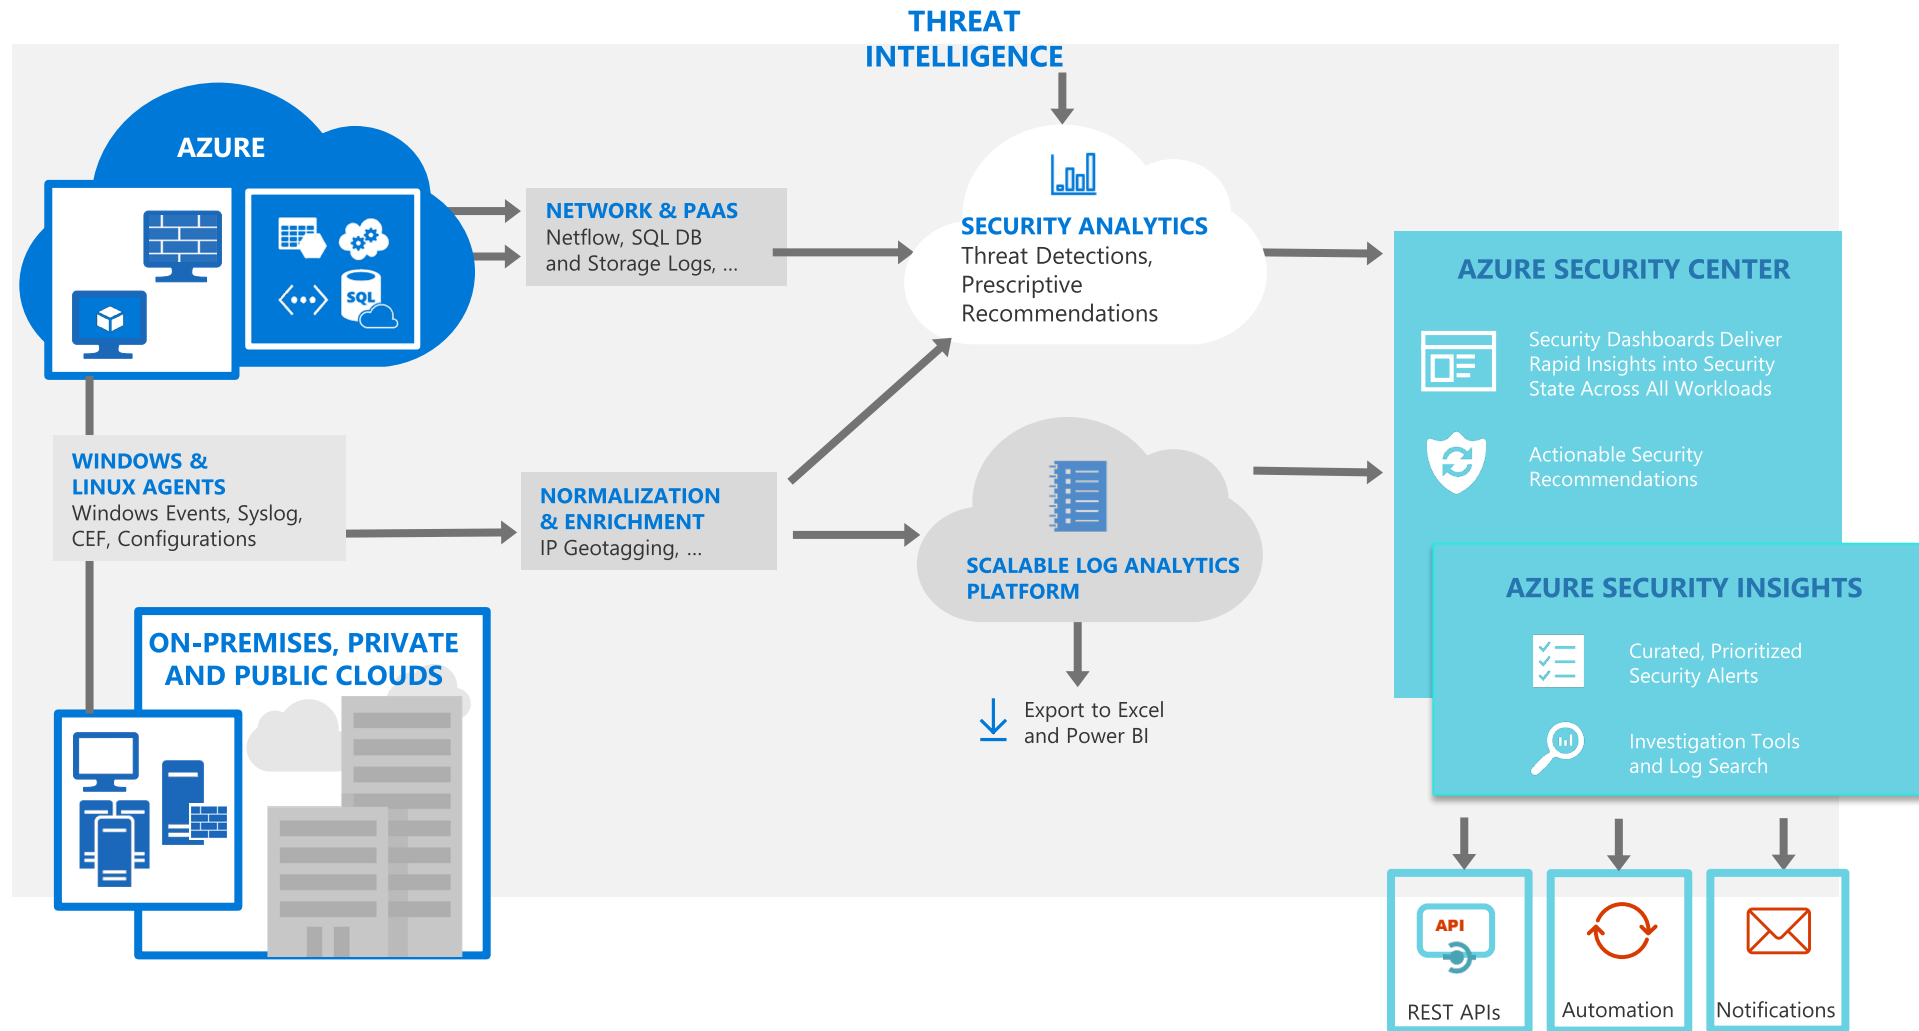 THREAT
INTELLIGENCE
AZURE
SQL
NETWORK & PAAS
Netflow, SQL DB
and Storage Logs, ...
SECURITY ANALYTICS
Threat Detections,
Prescriptive
Recommendations
AZURE SECURITY CENTER
Security Dashboards Deliver
Rapid Insights into Security
State Across All Workloads
Actionable Security
Recommendations
WINDOWS &
LINUX AGENTS
Windows Events, Syslog,
CEF, Configurations
NORMALIZATION
& ENRICHMENT
IP Geotagging, ...
SCALABLE LOG ANALYTICS
PLATFORM
Export to Excel
and Power BI
AZURE SECURITY INSIGHTS
Curated, Prioritized
Security Alerts
Investigation Tools
and Log Search
ON-PREMISES, PRIVATE
AND PUBLIC CLOUDS
API
REST APIs
Automation
Notifications